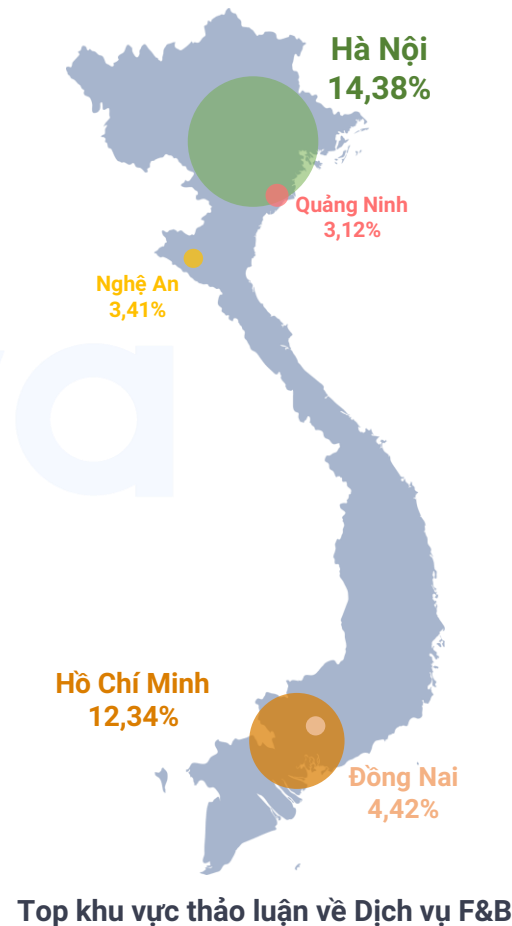 Hà Nội
14,38%
Quảng Ninh
3,12%
Nghệ An
3,41%
Hồ Chí Minh
12,34%
Đồng Nai
4,42%
Top khu vực thảo luận về Dịch vụ F&B